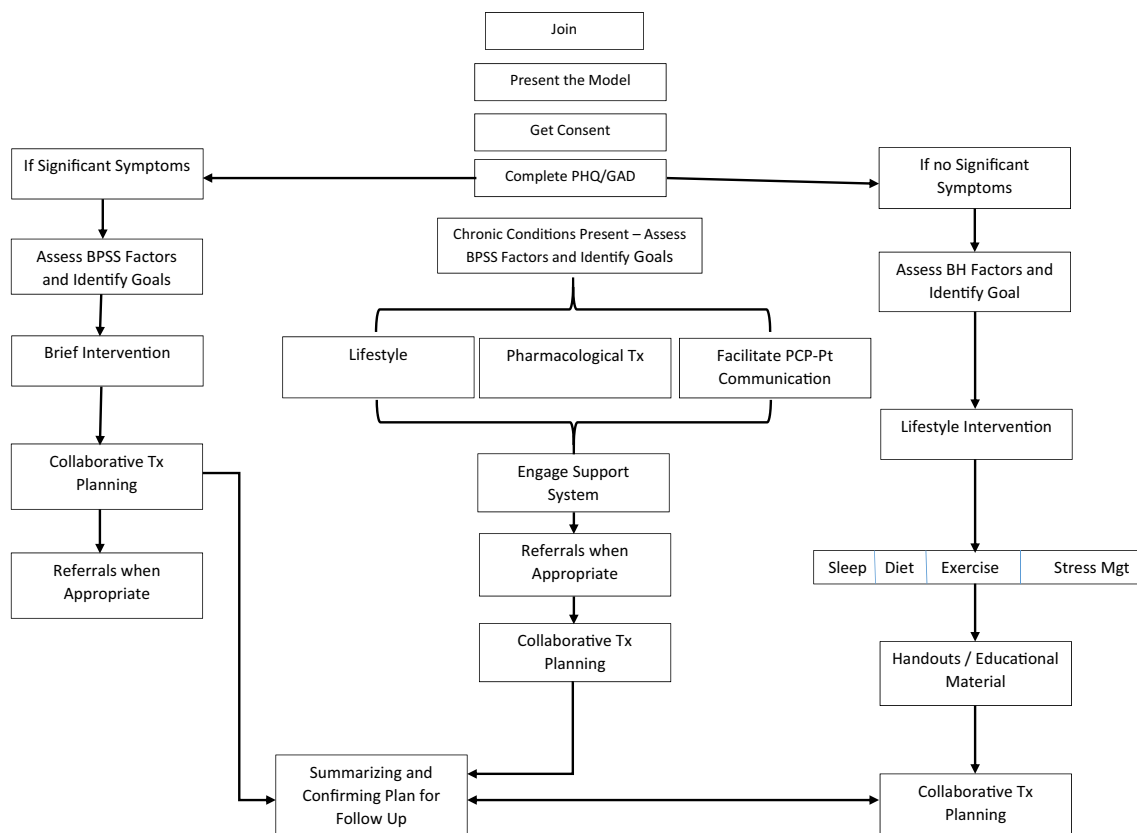 Join
Present the Model
Get Consent
Complete PHQ/GAD
If Significant Symptoms
Assess BPSS Factors
and Identify Goals
Brief Intervention
Collaborative Tx
Planning
Referrals when
Appropriate
Chronic Conditions Present – Assess
BPSS Factors and Identify Goals
Lifestyle
Pharmacological Tx
Facilitate PCP-Pt
Communication
Engage Support
System
Referrals when
Appropriate
Collaborative Tx
Planning
Summarizing and
Confirming Plan for
Follow Up
If no Significant
Symptoms
Assess BH Factors and
Identify Goal
Lifestyle Intervention
Sleep Diet Exercise Stress Mgt
Handouts / Educational
Material
Collaborative Tx
Planning